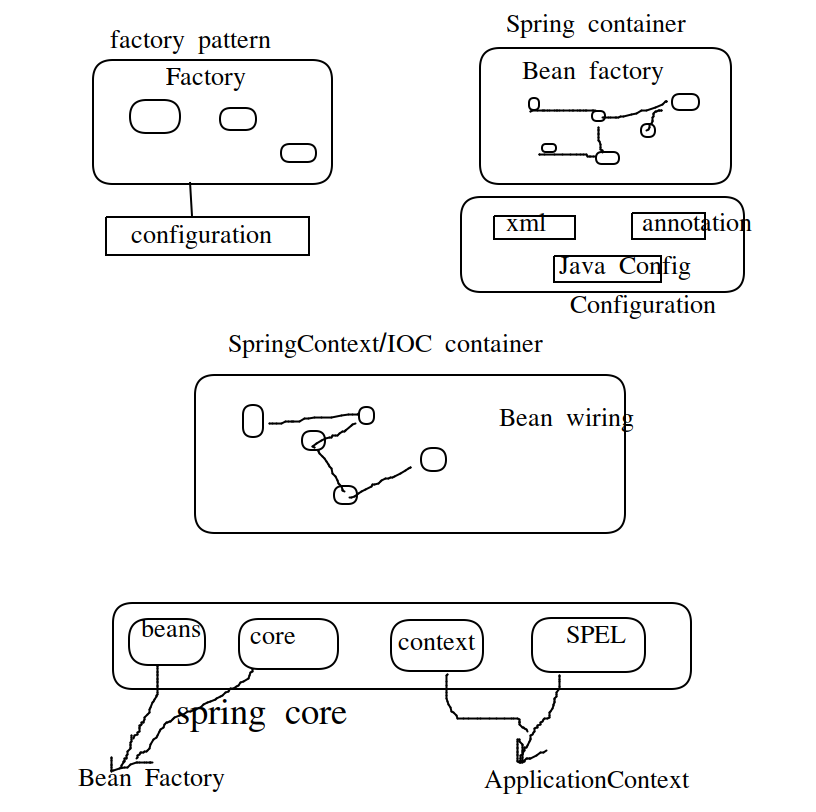 factory pattern
Factory
configuration
Spring container
Bean factory
xml
annotation
Java Config
Configuration
SpringContext/IOC container
Bean wiring
beans
core
context
SPEL
spring core
Bean Factory
ApplicationContext